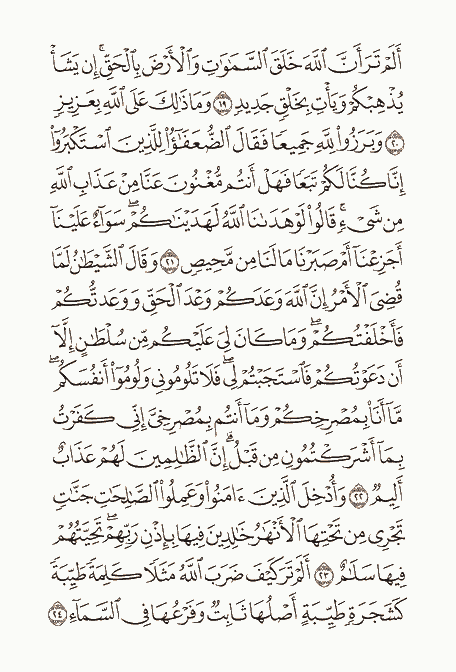 أَلَمْ تَرَ أَنَّ ٱللَّهَ خَلَقَ ٱلسَّمَٰوَٰتِ وَٱلْأَرْضَ بِٱلْحَقِّ ۚ إِن يَشَأْ
يُذْهِبْكُمْ وَيَأْتِ بِخَلْقٍ جَدِيدٍ ١٩ وَمَا ذَٰلِكَ عَلَى ٱللَّهِ بِعَزِيزٍ
٢٠ وَبَرَزُوا۟ لِلَّهِ جَمِيعًا فَقَالَ ٱلضُّعَفَٰٓؤُا۟ لِلَّذِينَ ٱسْتَكْبَرُوٓا۟
إِنَّا كُنَّا لَكُمْ تَبَعًا فَهَلْ أَنتُم مُّغْنُونَ عَنَّا مِنْ عَذَابِ ٱللَّهِ
مِن شَىْءٍ ۚ قَالُوا۟ لَوْ هَدَىٰنَا ٱللَّهُ لَهَدَيْنَٰكُمْ ۖ سَوَآءٌ عَلَيْنَآ
أَجَزِعْنَآ أَمْ صَبَرْنَا مَا لَنَا مِن مَّحِيصٍ ٢١ وَقَالَ ٱلشَّيْطَٰنُ لَمَّا
قُضِىَ ٱلْأَمْرُ إِنَّ ٱللَّهَ وَعَدَكُمْ وَعْدَ ٱلْحَقِّ وَوَعَدتُّكُمْ
فَأَخْلَفْتُكُمْ ۖ وَمَا كَانَ لِىَ عَلَيْكُم مِّن سُلْطَٰنٍ إِلَّآ
أَن دَعَوْتُكُمْ فَٱسْتَجَبْتُمْ لِى ۖ فَلَا تَلُومُونِى وَلُومُوٓا۟ أَنفُسَكُم ۖ
مَّآ أَنَا۠ بِمُصْرِخِكُمْ وَمَآ أَنتُم بِمُصْرِخِىَّ ۖ إِنِّى كَفَرْتُ
بِمَآ أَشْرَكْتُمُونِ مِن قَبْلُ ۗ إِنَّ ٱلظَّٰلِمِينَ لَهُمْ عَذَابٌ
أَلِيمٌ ٢٢ وَأُدْخِلَ ٱلَّذِينَ ءَامَنُوا۟ وَعَمِلُوا۟ ٱلصَّٰلِحَٰتِ جَنَّٰتٍ
تَجْرِى مِن تَحْتِهَا ٱلْأَنْهَٰرُ خَٰلِدِينَ فِيهَا بِإِذْنِ رَبِّهِمْ ۖ تَحِيَّتُهُمْ
فِيهَا سَلَٰمٌ ٢٣ أَلَمْ تَرَ كَيْفَ ضَرَبَ ٱللَّهُ مَثَلًا كَلِمَةً طَيِّبَةً
كَشَجَرَةٍ طَيِّبَةٍ أَصْلُهَا ثَابِتٌ وَفَرْعُهَا فِى ٱلسَّمَآءِ ٢٤